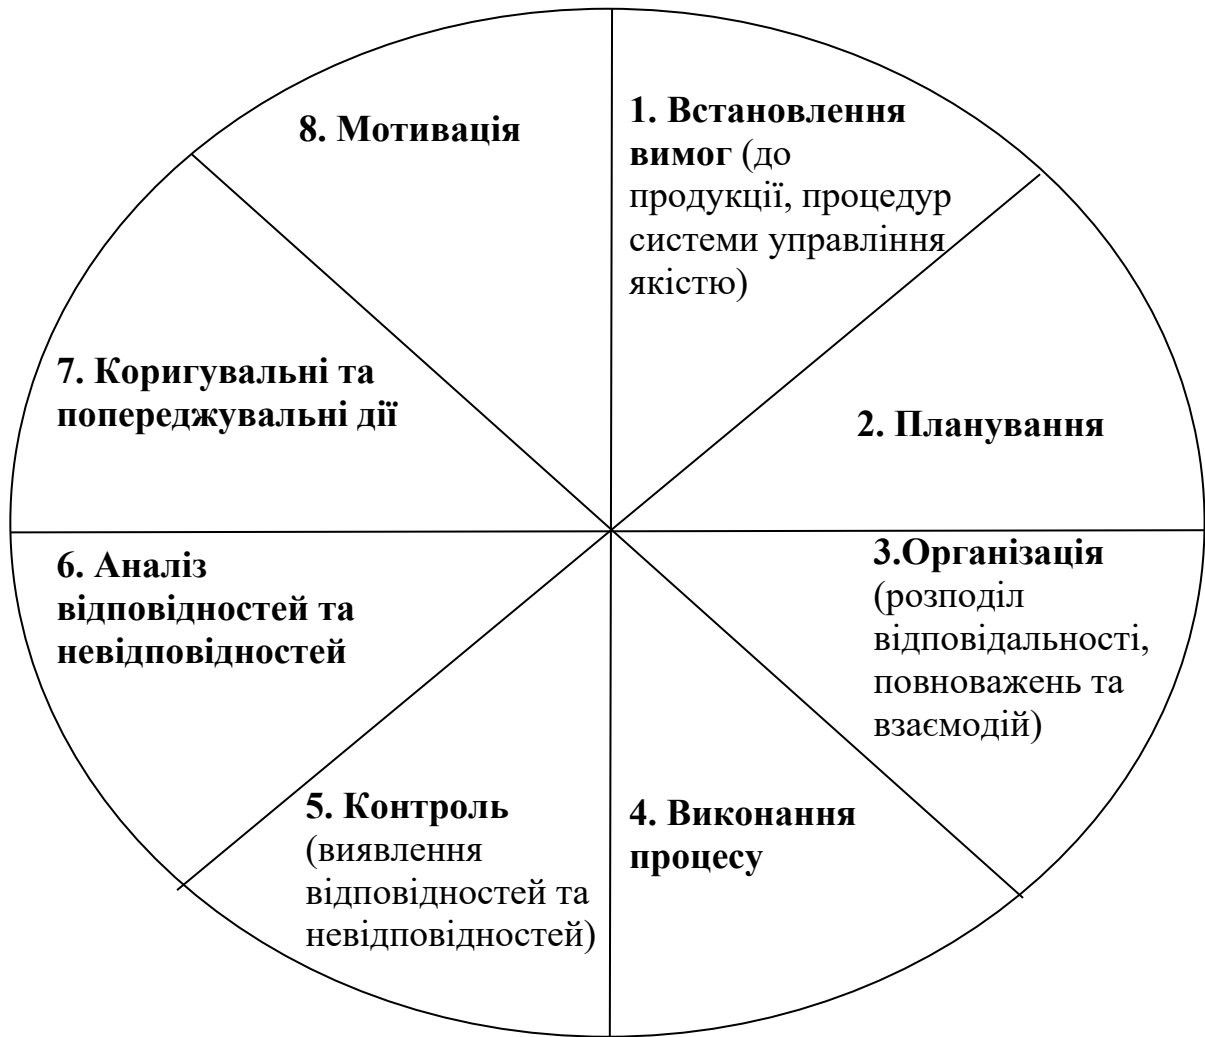 1. Встановлення
вимог (до
продукції, процедур
системи управління
якістю)
2. Планування
3.Організація
(розподіл
відповідальності,
повноважень та
взаємодій)
4. Виконання
процесу
5. Контроль
(виявлення
відповідностей та
невідповідностей)
6. Аналіз
відповідностей та
невідповідностей
7. Коригувальні та
попереджувальні дії
8. Мотивація